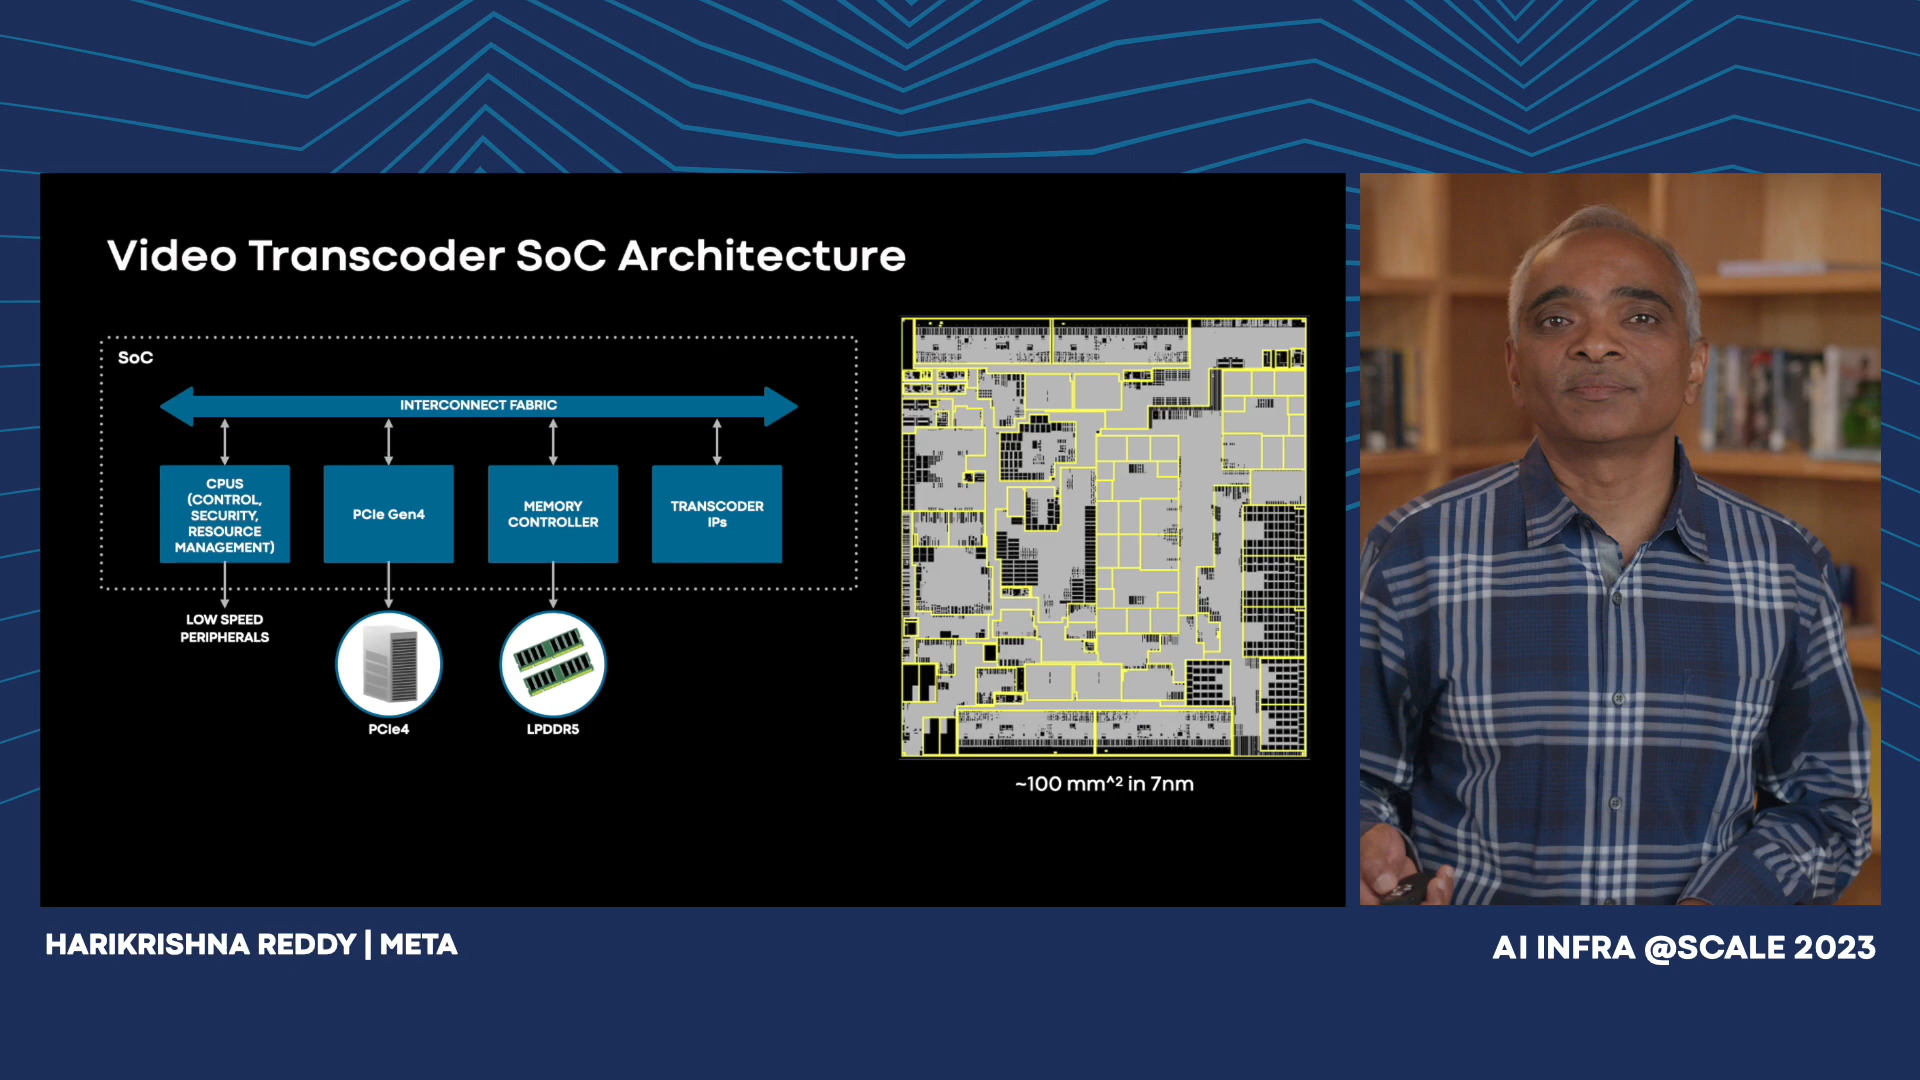 Video Transcoder SoC Architecture
SoC
INTERCONNECT FABRIC
CPUS
(CONTROL,
SECURITY,
RESOURCE
MANAGEMENT)
PCIe Gen4
MEMORY
CONTROLLER
TRANSCODER
IPs
LOW SPEED
PERIPHERALS
PCIe4
LPDDR5
~100 mm^2 in 7nm
HARIKRISHNA REDDY | META
AI INFRA @SCALE 2023